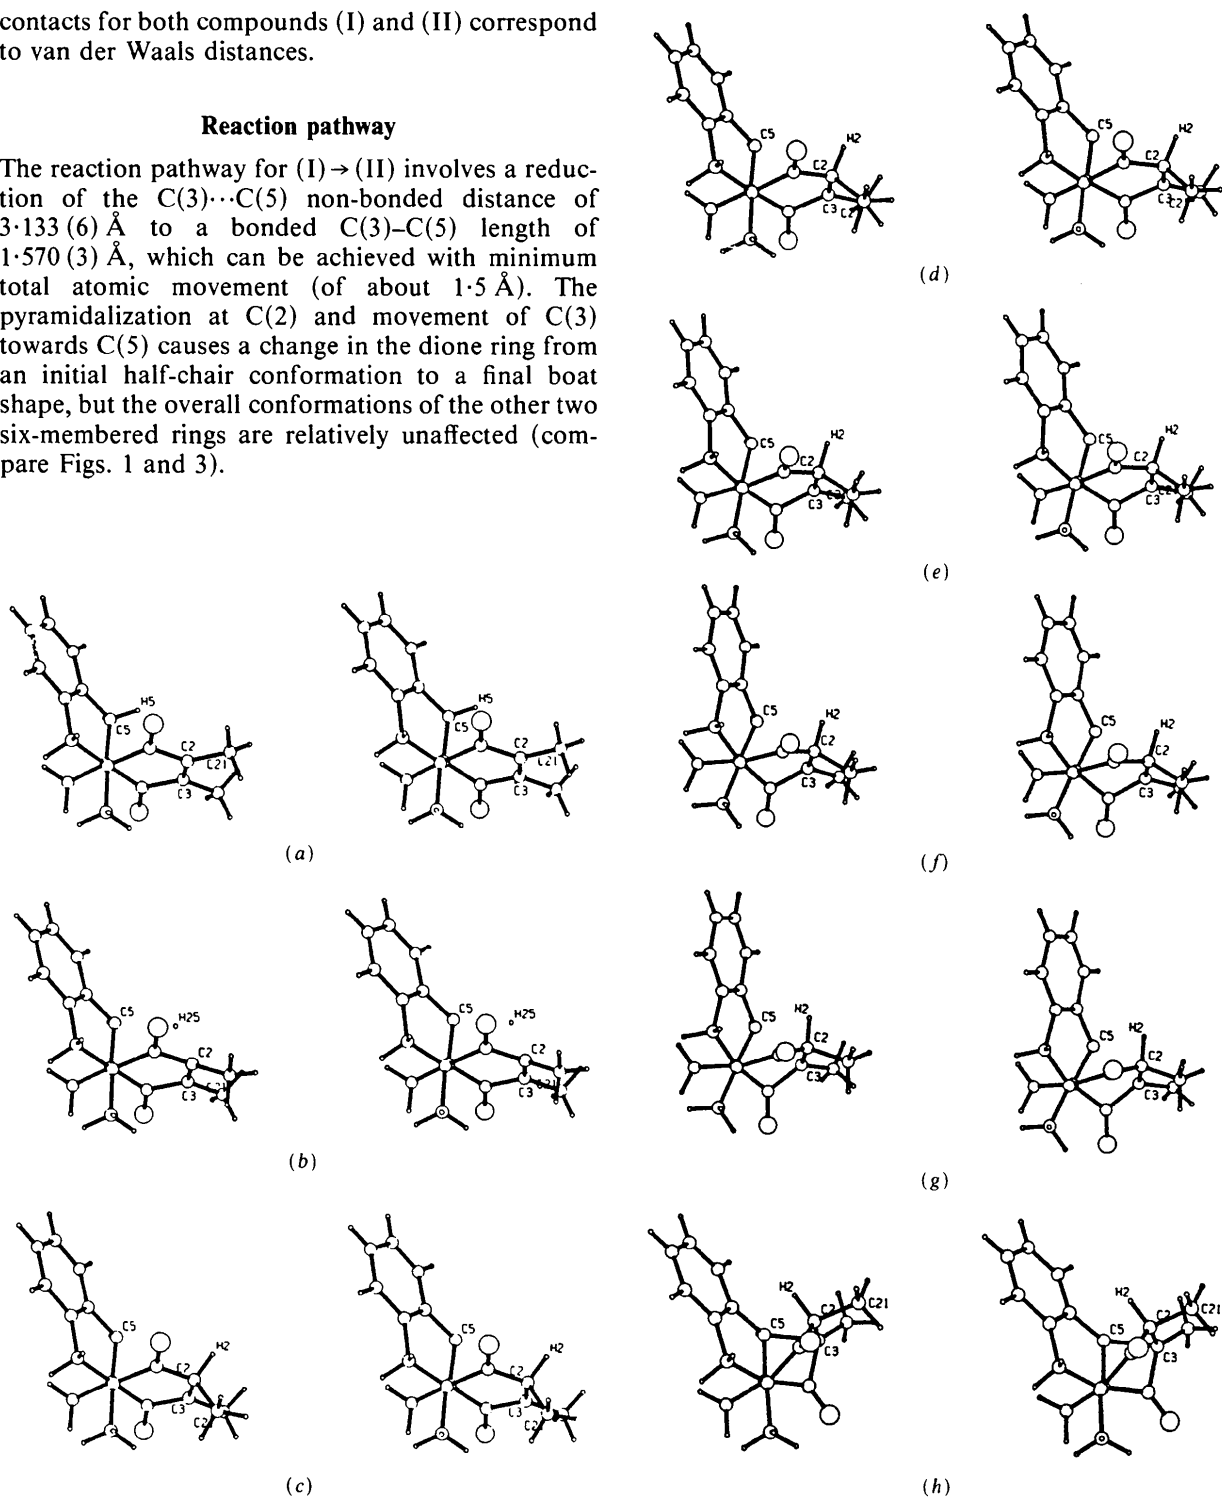 contacts for both compounds (I) and (II) correspond
to van der Waals distances.
Reaction pathway
The reaction pathway for (I)→(II) involves a reduc-
tion of the C(3)···C(5) non-bonded distance of
3·133 (6) Å to a bonded C(3)–C(5) length of
1·570 (3) Å, which can be achieved with minimum
total atomic movement (of about 1·5 Å). The
pyramidalization at C(2) and movement of C(3)
towards C(5) causes a change in the dione ring from
an initial half-chair conformation to a final boat
shape, but the overall conformations of the other two
six-membered rings are relatively unaffected (com-
pare Figs. 1 and 3).
H5
C5
C2
C21
C3
H5
C5
C2
C21
C3
(a)
C5
H25
C2
C21
C3
C5
H25
C2
C3
(b)
C5
H2
C2
C3
C5
H2
C2
C3
(c)
C5
H2
C2
C3
C5
H2
C2
C3
(d)
C5
H2
C2
C3
C5
H2
C2
C3
(e)
C5
H2
C2
C3
C5
H2
C2
C3
(f)
C5
H2
C2
C3
C5
H2
C2
C3
(g)
H2
C2
C21
C5
C3
H2
C2
C21
C5
C3
(h)